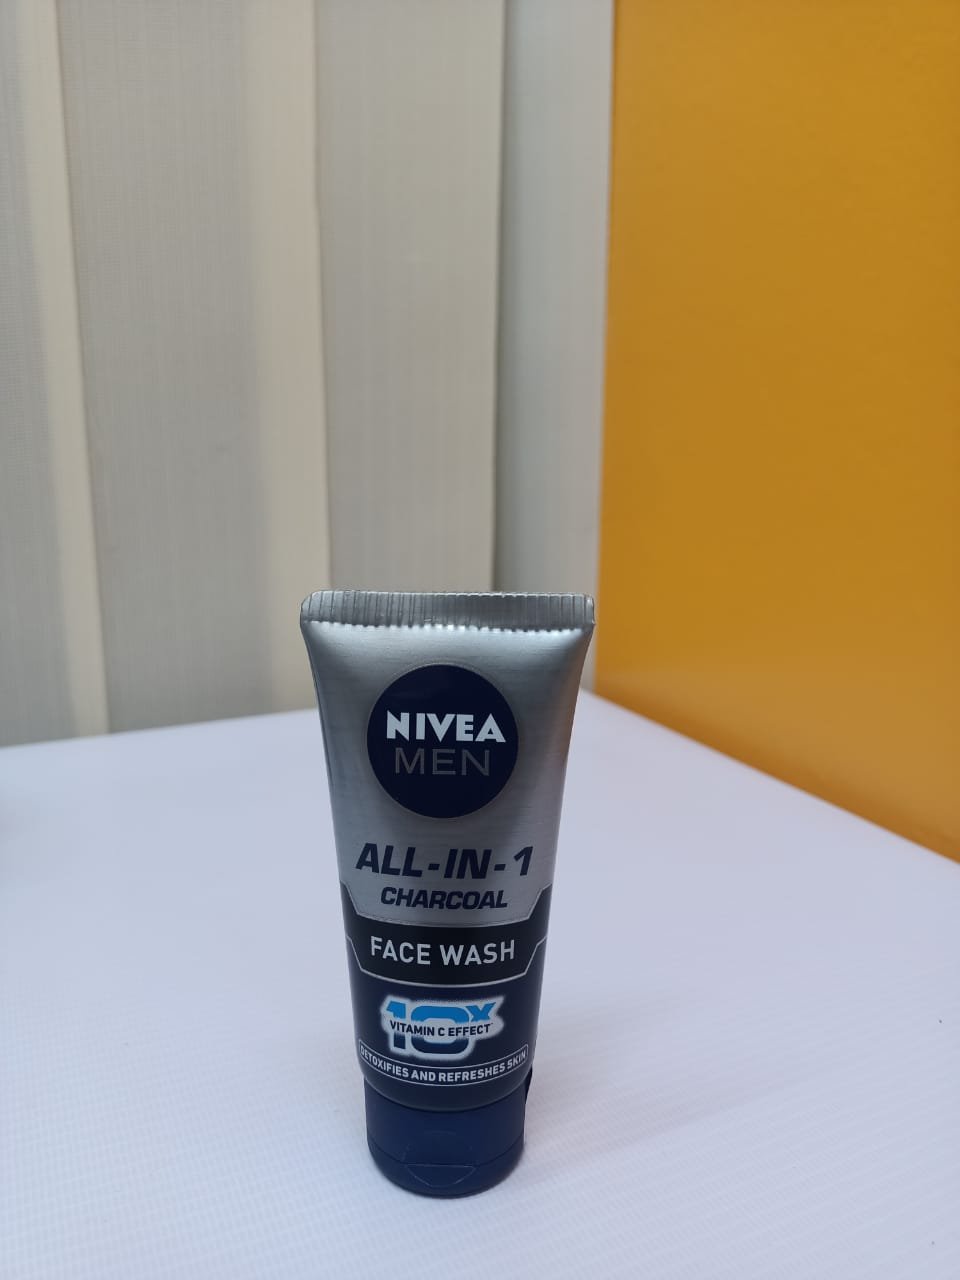 NIVEA
MEN
ALL-IN-1
CHARCOAL
FACE WASH
10X
VITAMIN C EFFECT*
DETOXIFIES AND REFRESHES SKIN